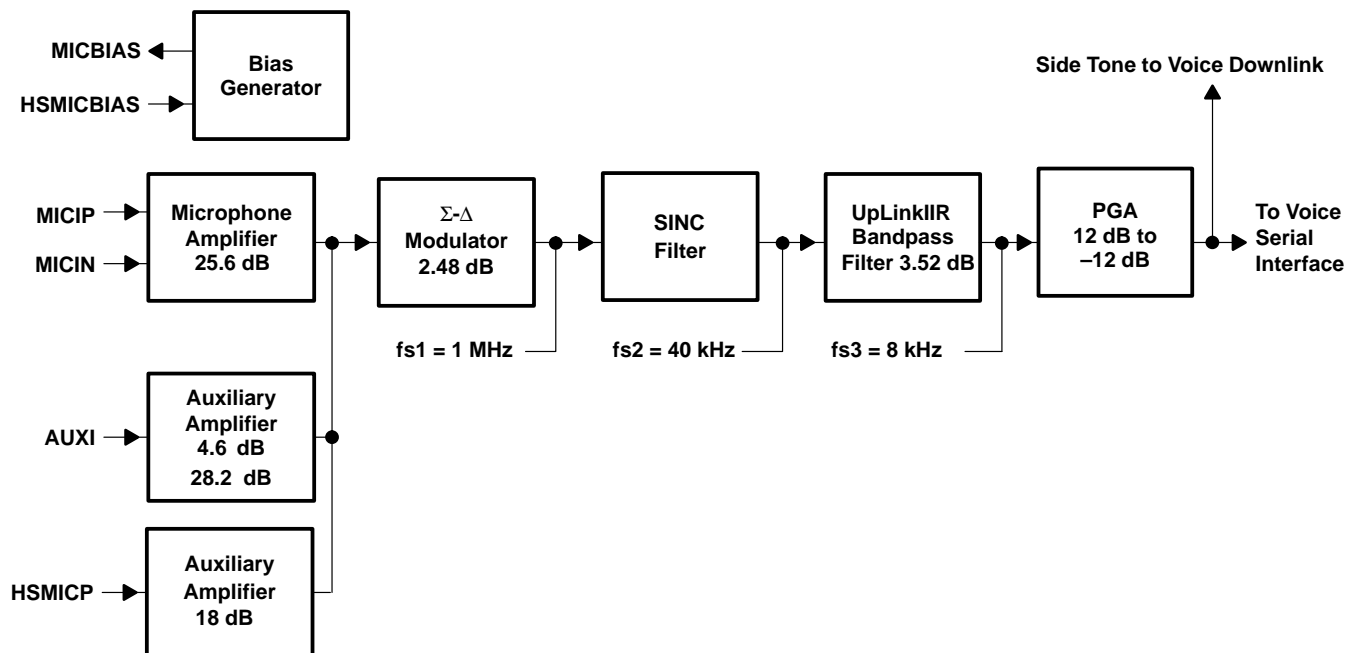 MICBIAS
HSMICBIAS
Bias
Generator
Side Tone to Voice Downlink
MICIP
MICIN
Microphone
Amplifier
25.6 dB
Σ-Δ
Modulator
2.48 dB
SINC
Filter
UpLinkIIR
Bandpass
Filter 3.52 dB
PGA
12 dB to
–12 dB
To Voice
Serial
Interface
fs1 = 1 MHz
fs2 = 40 kHz
fs3 = 8 kHz
AUXI
Auxiliary
Amplifier
4.6 dB
28.2 dB
HSMICP
Auxiliary
Amplifier
18 dB